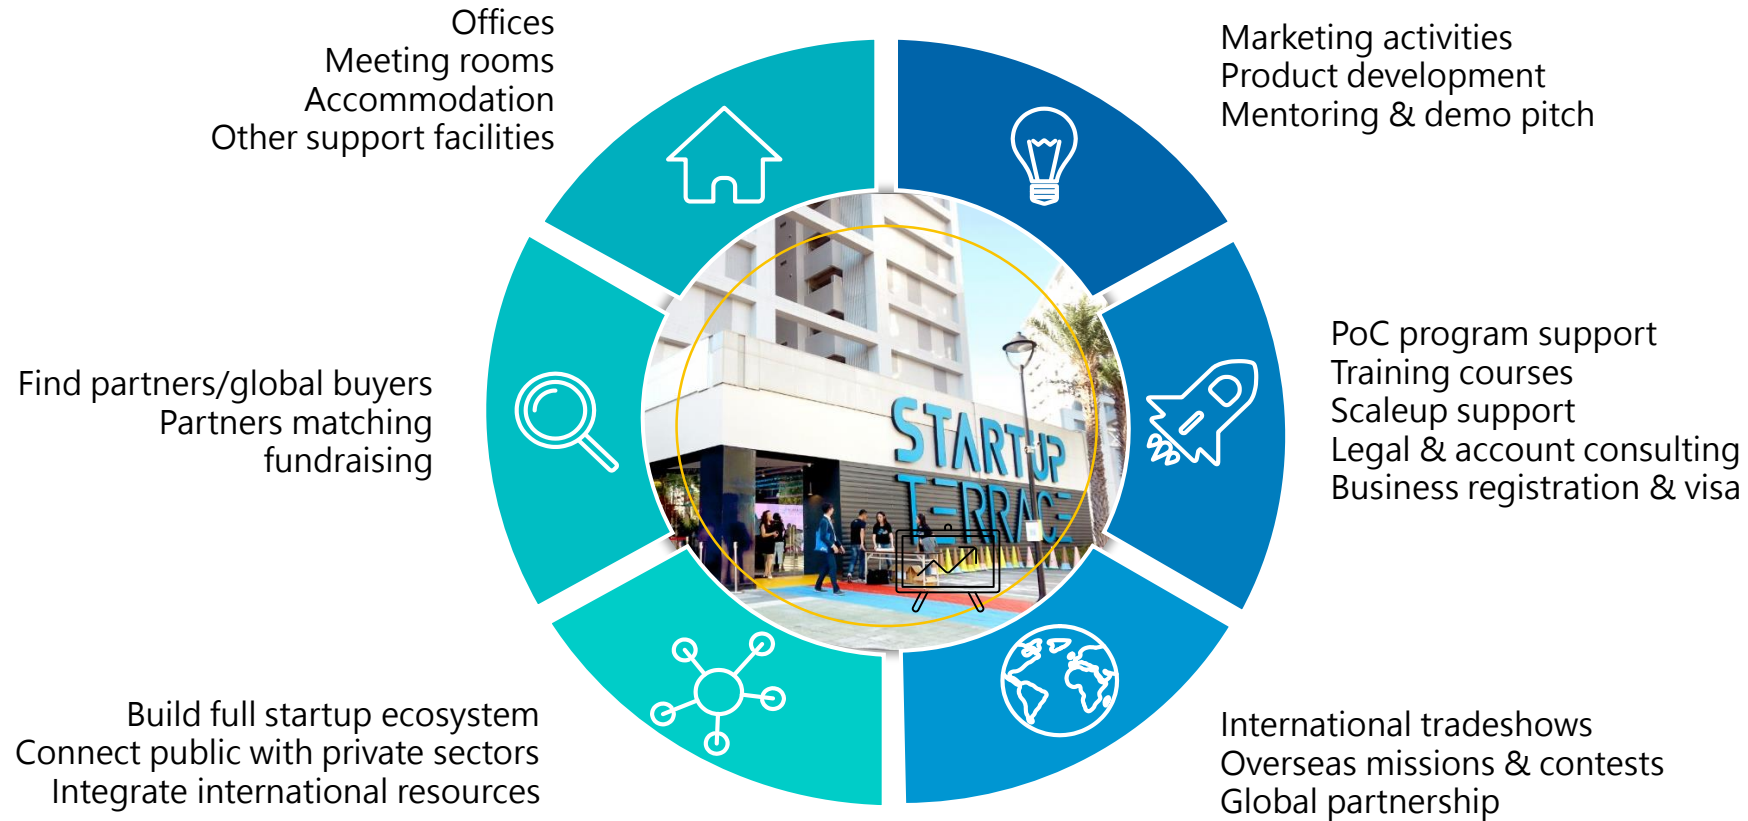 Offices
Meeting rooms
Accommodation
Other support facilities
Marketing activities
Product development
Mentoring & demo pitch
Find partners/global buyers
Partners matching
fundraising
STARTUP
TERRACE
PoC program support
Training courses
Scaleup support
Legal & account consulting
Business registration & visa
Build full startup ecosystem
Connect public with private sectors
Integrate international resources
International tradeshows
Overseas missions & contests
Global partnership